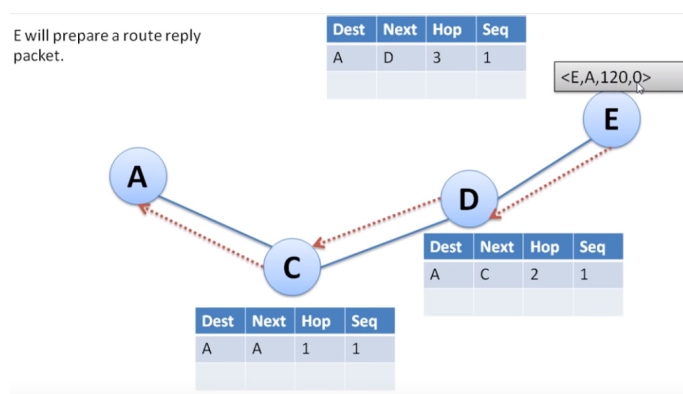 E will prepare a route reply
packet.
Dest Next Hop Seq
A D 3 1
<E,A,120,0>
E
A
D
C
Dest Next Hop Seq
A C 2 1
Dest Next Hop Seq
A A 1 1